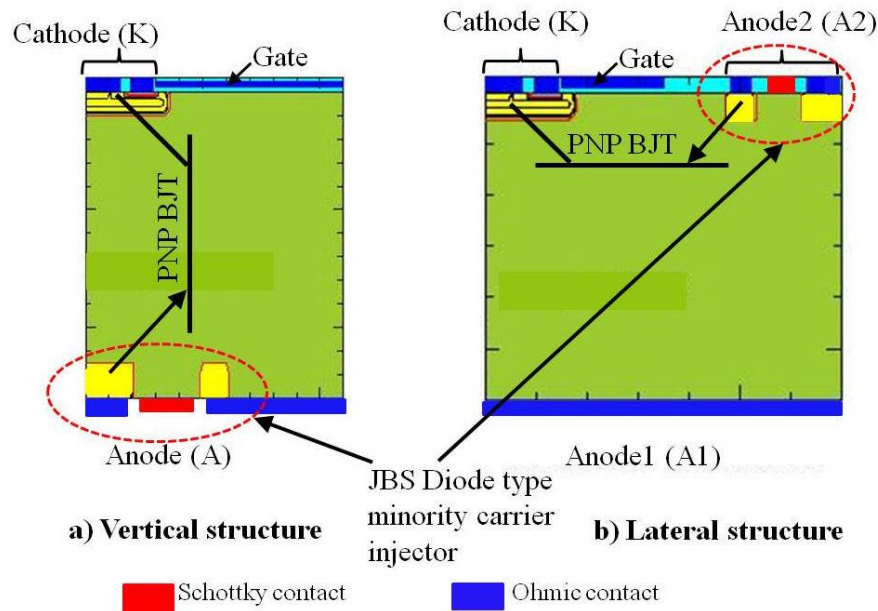 Cathode (K)
Gate
PNP BJT
Anode (A)
a) Vertical structure
Cathode (K)
Gate
Anode2 (A2)
PNP BJT
Anode1 (A1)
b) Lateral structure
JBS Diode type
minority carrier
injector
Schottky contact
Ohmic contact